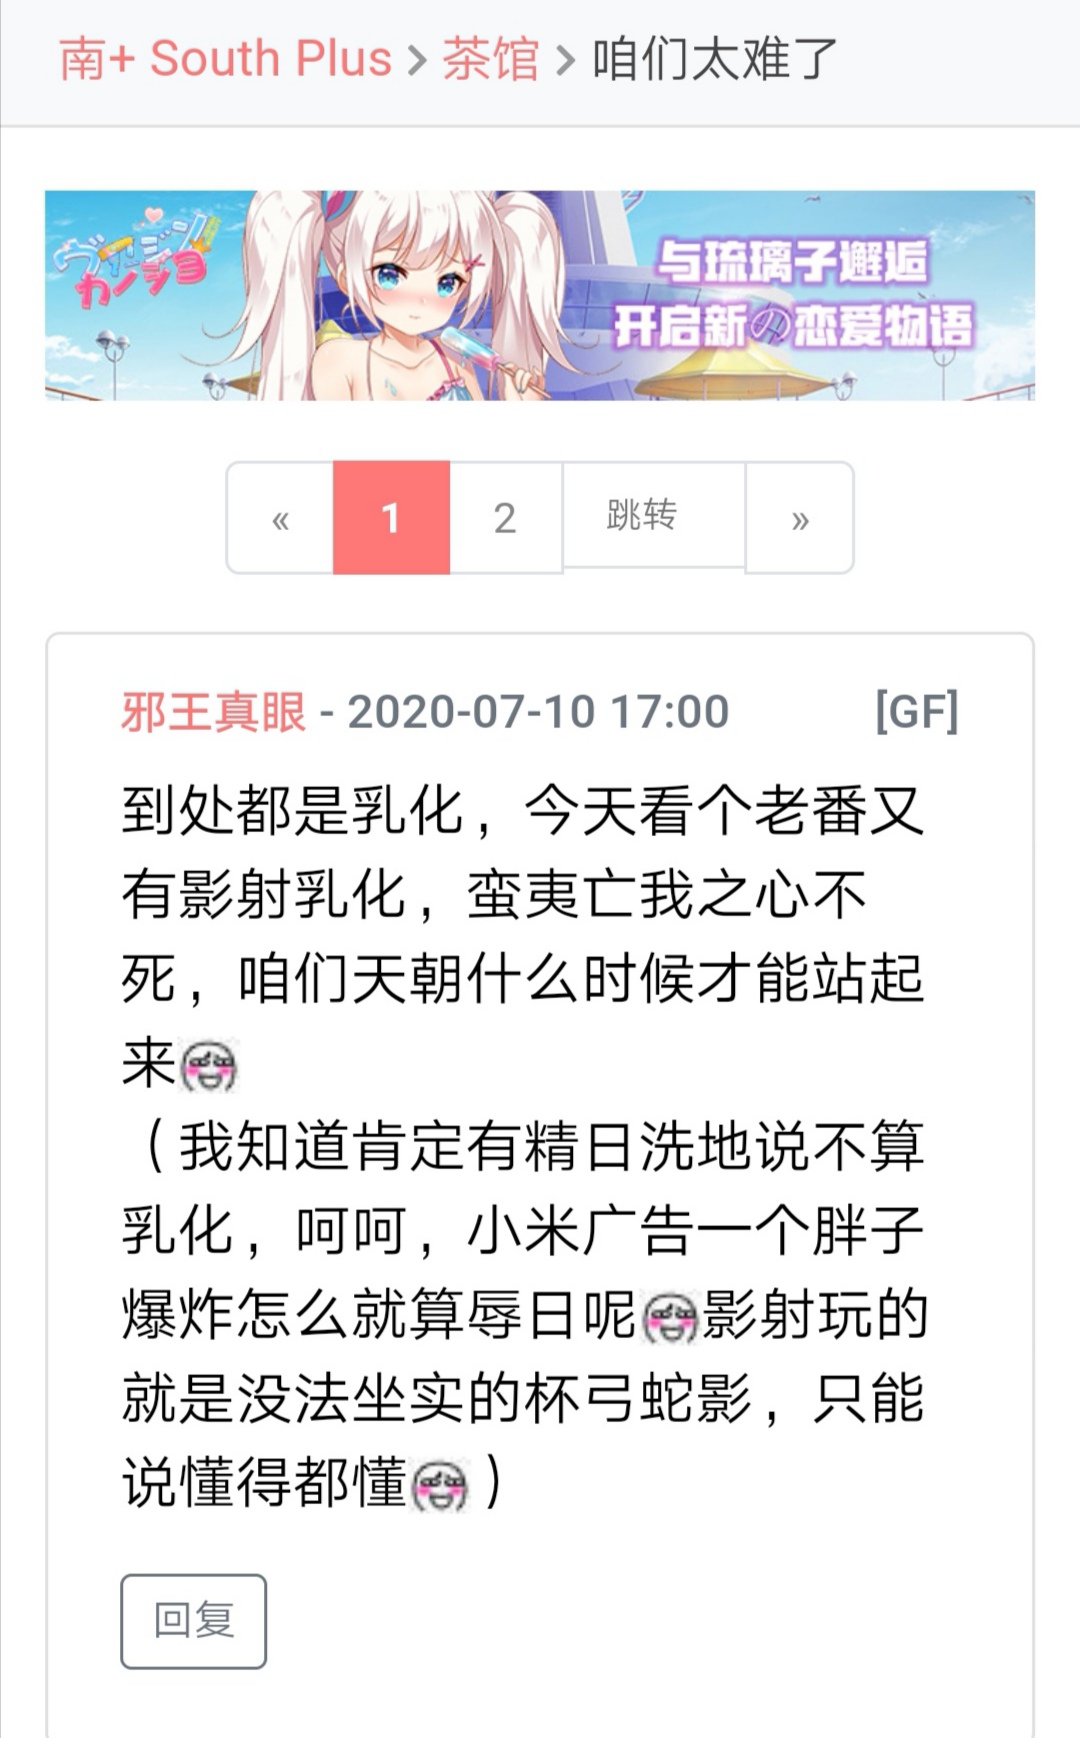 南+ South Plus > 茶馆 > 咱们太难了
ヴァージン
カノジョ
与琉璃子邂逅
开启新の恋爱物语
« 1 2 跳转 »
邪王真眼 - 2020-07-10 17:00 [GF]
到处都是乳化，今天看个老番又
有影射乳化，蛮夷亡我之心不
死，咱们天朝什么时候才能站起
来
（我知道肯定有精日洗地说不算
乳化，呵呵，小米广告一个胖子
爆炸怎么就算辱日呢影射玩的
就是没法坐实的杯弓蛇影，只能
说懂得都懂）
回复